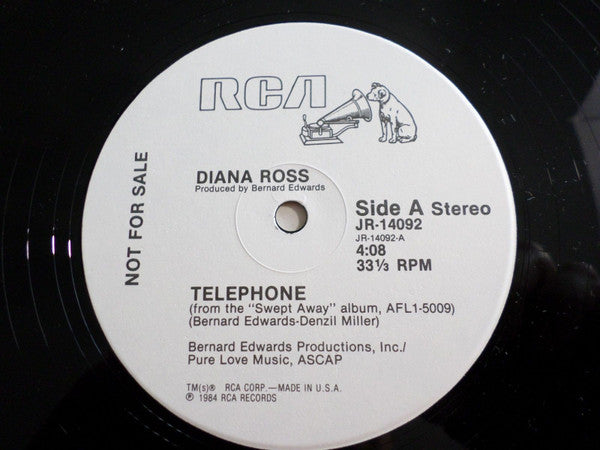 RCA
NOT FOR SALE
DIANA ROSS
Produced by Bernard Edwards
Side A Stereo
JR-14092
JR-14092-A
4:08
33⅓ RPM
TELEPHONE
(from the "Swept Away" album, AFL1-5009)
(Bernard Edwards-Denzil Miller)
Bernard Edwards Productions, Inc./
Pure Love Music, ASCAP
TM(s)® RCA CORP.—MADE IN U.S.A.
℗ 1984 RCA RECORDS